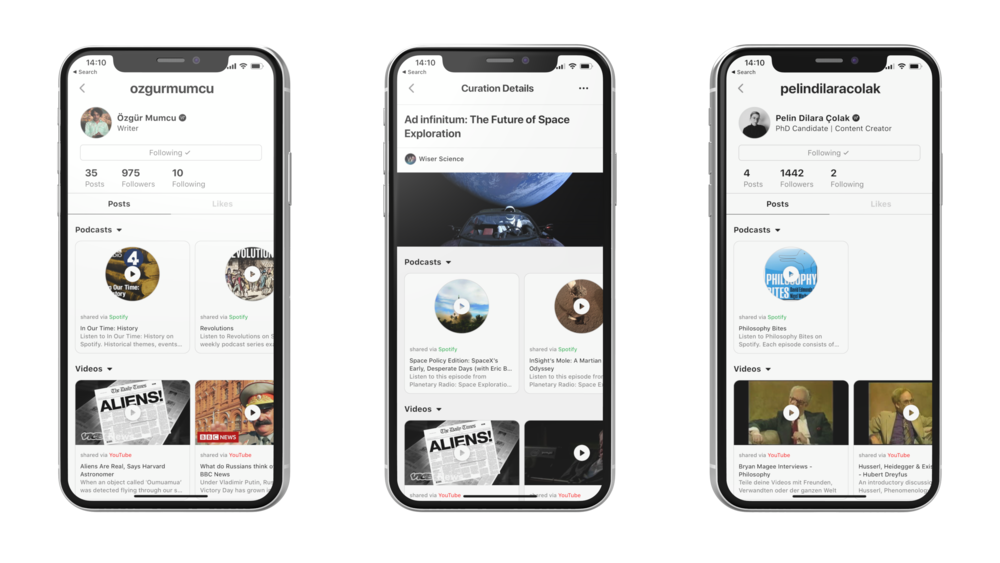 14:10
Search
ozgurmumcu
Özgür Mumcu
Writer
Following
35
975
10
Posts
Followers
Following
Posts
Likes
Podcasts
4
In Our Time:
History
REVOLUTION
shared via Spotify
In Our Time: History
Listen to In Our Time: History on
Spotify. Historical themes, events...
Revolutions
Listen to Revolutions on S
weekly podcast series ex
Videos
The Daily Times
ALIENS!
VICE
BBC NEWS
shared via YouTube
Aliens Are Real, Says Harvard
Astronomer
When an object called 'Oumuamua'
was detected flying through our s...
shared via YouTube
What do Russians think o
BBC News
Under Vladimir Putin, Rus
Victory Day has grown
14:10
Search
Curation Details
Ad infinitum: The Future of Space
Exploration
Wiser Science
Podcasts
shared via Spotify
Space Policy Edition: SpaceX's
Early, Desperate Days (with Eric B...
Listen to this episode from
Planetary Radio: Space Exploratio...
shared via Spotify
InSight's Mole: A Martian
Odyssey
Listen to this episode from
Planetary Radio: Space E
Videos
The Daily Times
ALIENS!
VICE
shared via YouTube
shared via YouTube
14:10
Search
pelindilaracolak
Pelin Dilara Çolak
PhD Candidate | Content Creator
Following
4
1442
2
Posts
Followers
Following
Posts
Likes
Podcasts
PHILOSOPHY
BITES
shared via Spotify
Philosophy Bites
Listen to Philosophy Bites on
Spotify. Each episode consists of...
Videos
shared via YouTube
Bryan Magee Interviews -
Philosophy
Teile deine Videos mit Freunden,
Verwandten oder der ganzen Welt
shared via YouTube
Husserl, Heidegger & Exi
- Hubert Dreyfus
An introductory discussi
Husserl, Phenomenolog